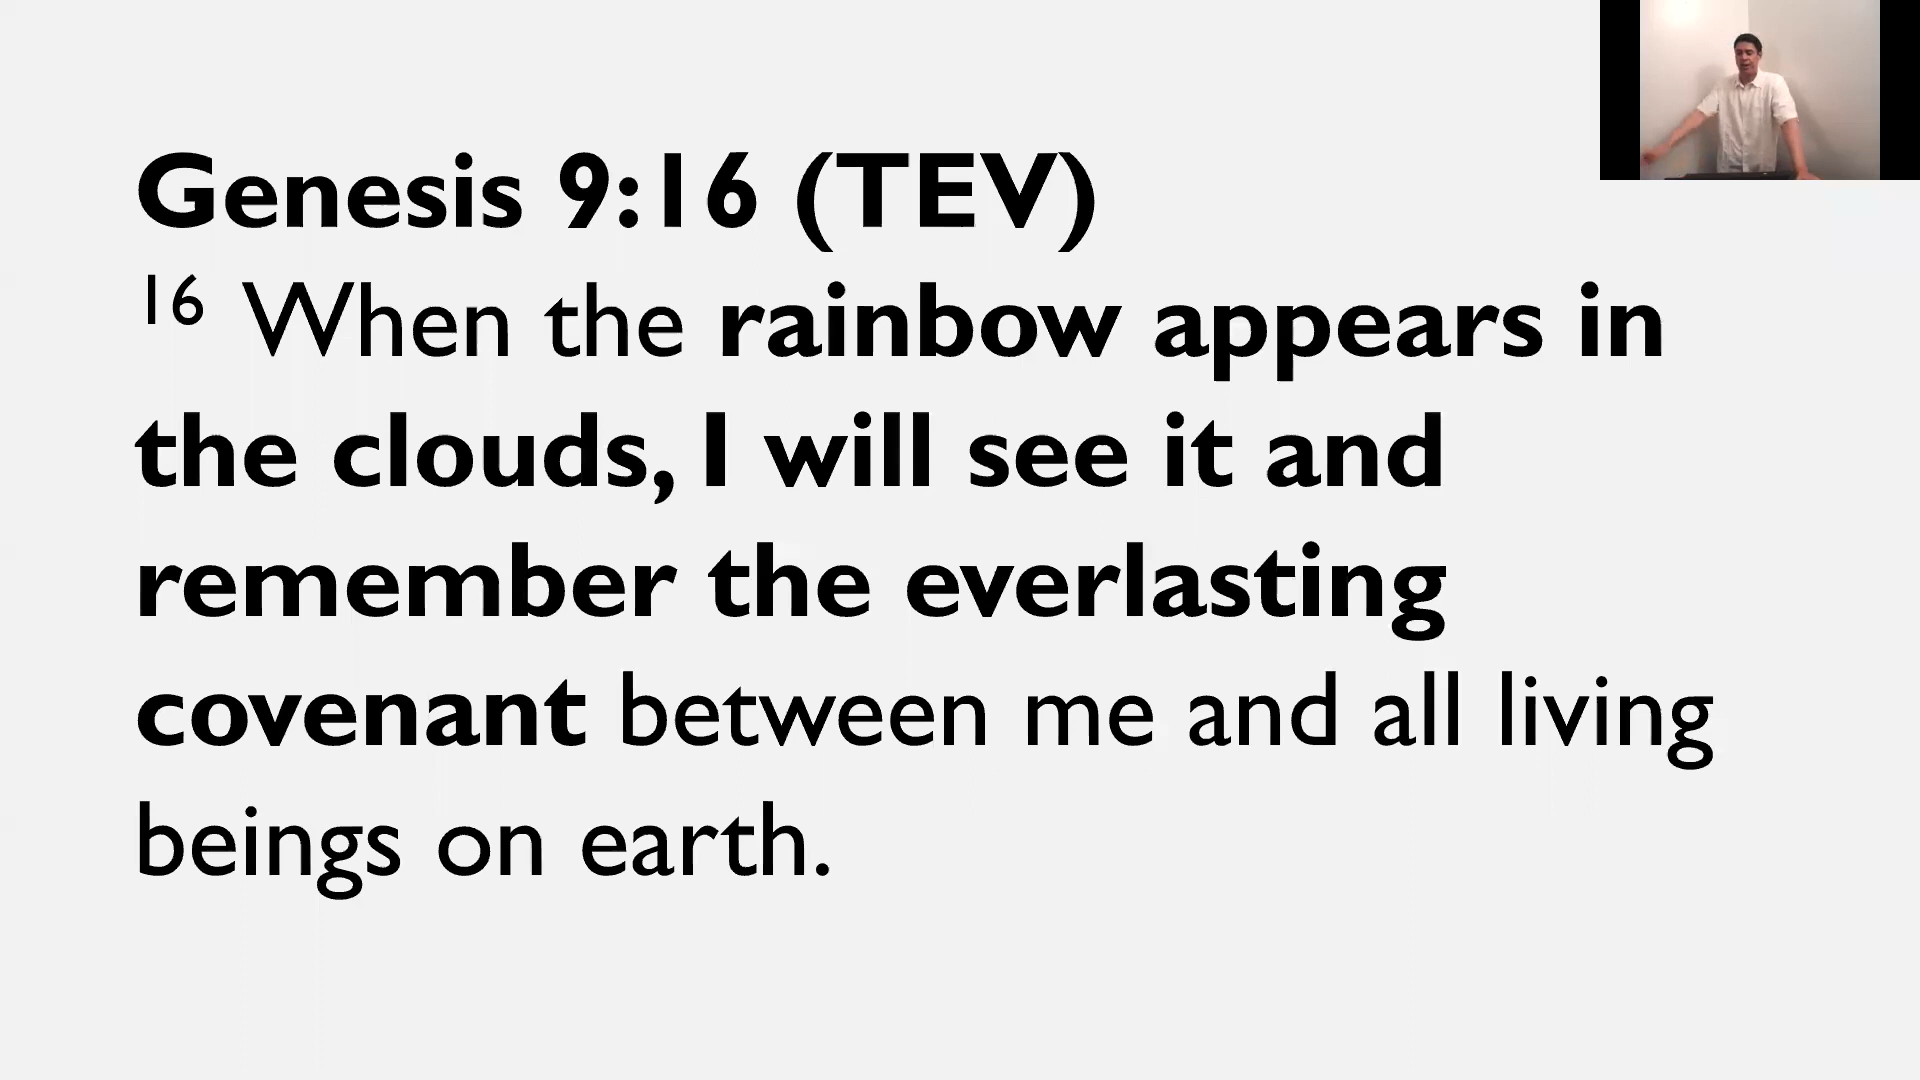 Genesis 9:16 (TEV)
16 When the rainbow appears in
the clouds, I will see it and
remember the everlasting
covenant between me and all living
beings on earth.